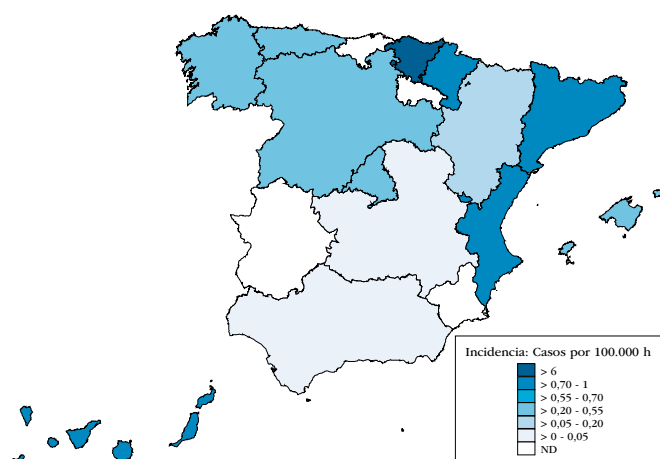 Incidencia: Casos por 100.000 h
> 6
> 0,70 - 1
> 0,55 - 0,70
> 0,20 - 0,55
> 0,05 - 0,20
> 0 - 0,05
ND